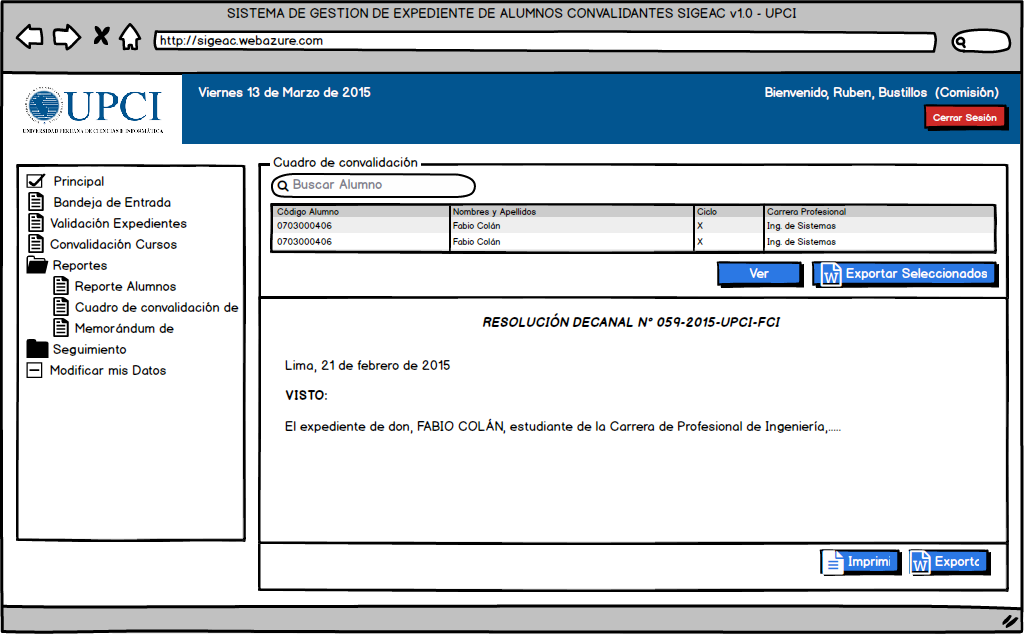 SISTEMA DE GESTION DE EXPEDIENTE DE ALUMNOS CONVALIDANTES SIGEAC v1.0 - UPCI
http://sigeac.webazure.com
UPCI
UNIVERSIDAD PERUANA DE CIENCIAS E INFORMÁTICA
Viernes 13 de Marzo de 2015
Bienvenido, Ruben, Bustillos (Comisión)
Cerrar Sesión
Principal
Bandeja de Entrada
Validación Expedientes
Convalidación Cursos
Reportes
Reporte Alumnos
Cuadro de convalidación de
Memorándum de
Seguimiento
Modificar mis Datos
Cuadro de convalidación
Buscar Alumno
Código Alumno Nombres y Apellidos Ciclo Carrera Profesional
0703000406 Fabio Colán X Ing. de Sistemas
0703000406 Fabio Colán X Ing. de Sistemas
Ver
W Exportar Seleccionados
RESOLUCIÓN DECANAL N° 059-2015-UPCI-FCI
Lima, 21 de febrero de 2015
VISTO:
El expediente de don, FABIO COLÁN, estudiante de la Carrera de Profesional de Ingeniería,.....
Imprimi
W Exporta